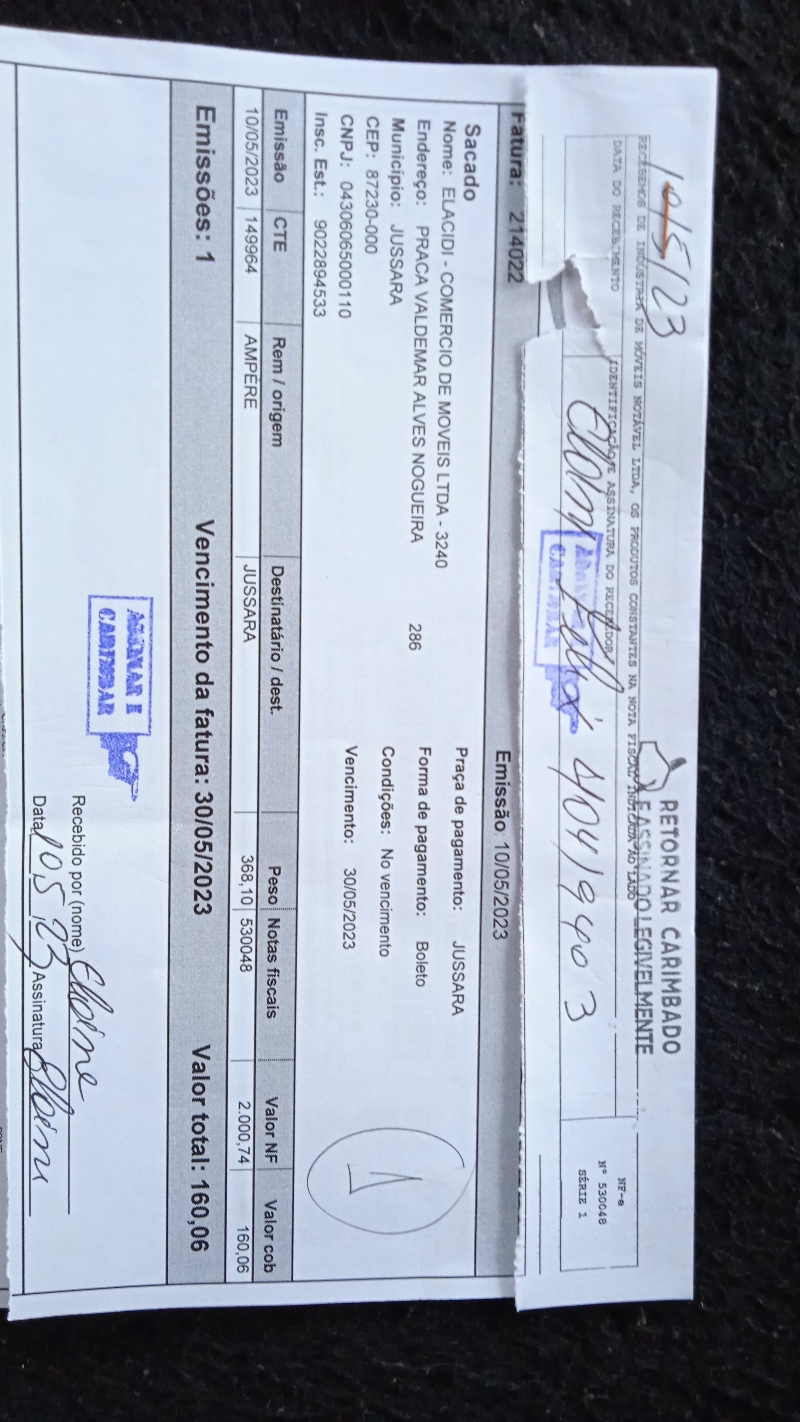 RETORNAR CARIMBADO
E ASSINADO LEGIVELMENTE
10/5/23
RECEBEMOS DE INDÚSTRIA DE MÓVEIS NOTÁVEL LTDA, OS PRODUTOS CONSTANTES NA NOTA FISCAL INDICADA AO LADO
DATA DO RECEBIMENTO
IDENTIFICAÇÃO E ASSINATURA DO RECEBEDOR
40419403
NF-e
Nº 530048
SÉRIE 1
ASSINAR E
CARIMBAR
Fatura: 214022
Emissão 10/05/2023
Sacado
Nome: ELACIDI - COMERCIO DE MOVEIS LTDA - 3240
Praça de pagamento: JUSSARA
Endereço: PRACA VALDEMAR ALVES NOGUEIRA 286
Forma de pagamento: Boleto
Município: JUSSARA
Condições: No vencimento
CEP: 87230-000
Vencimento: 30/05/2023
CNPJ: 04306065000110
Insc. Est.: 9022894533
1
Emissão CTE Rem / origem Destinatário / dest. Peso Notas fiscais Valor NF Valor cob
10/05/2023 149964 AMPÉRE JUSSARA 368,10 530048 2.000,74 160,06
Emissões: 1 Vencimento da fatura: 30/05/2023 Valor total: 160,06
ASSINAR E
CARIMBAR
Recebido por (nome) Elaine
Data 10, 5, 23 Assinatura Elaine